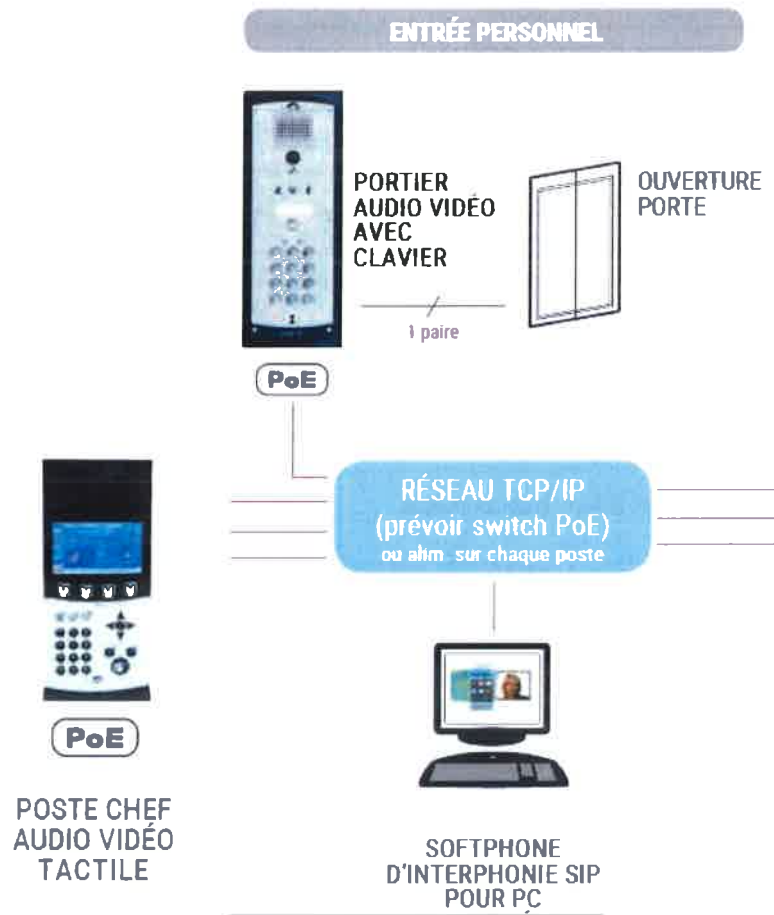 ENTRÉE PERSONNEL
PORTIER
AUDIO VIDÉO
AVEC
CLAVIER
OUVERTURE
PORTE
1 paire
PoE
RÉSEAU TCP/IP
(prévoir switch PoE)
ou alim sur chaque poste
PoE
POSTE CHEF
AUDIO VIDÉO
TACTILE
SOFTPHONE
D'INTERPHONIE SIP
POUR PC